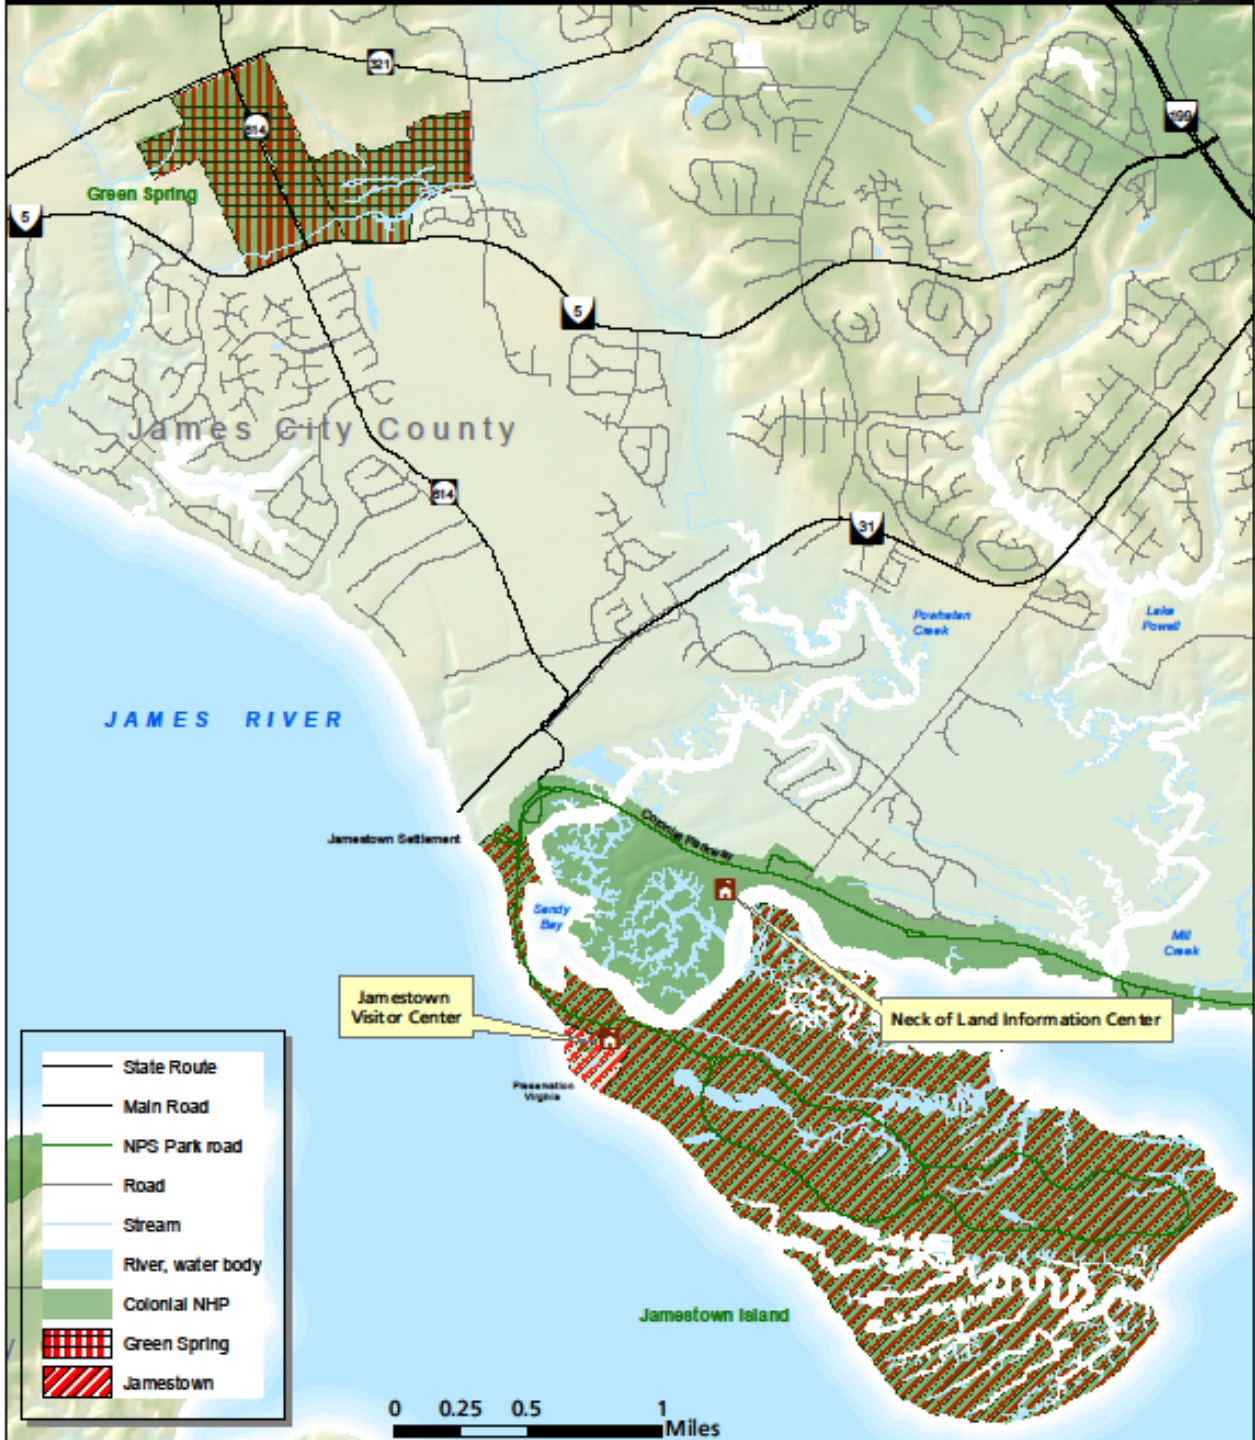 321
614
199
Green Spring
5
5
James City County
614
31
Powhatan
Creek
Lake
Powell
JAMES RIVER
Colonial Parkway
Jamestown Settlement
Sandy
Bay
Mill
Creek
Jamestown
Visitor Center
Neck of Land Information Center
Preservation
Virginia
State Route
Main Road
NPS Park road
Road
Stream
River, water body
Colonial NHP
Green Spring
Jamestown
Jamestown Island
0 0.25 0.5 1
Miles